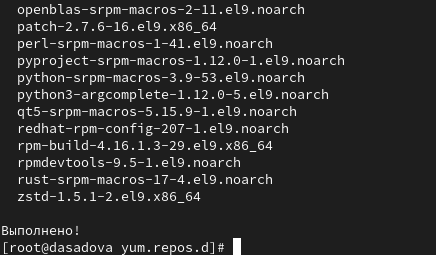 openblas-srpm-macros-2-11.el9.noarch
patch-2.7.6-16.el9.x86_64
perl-srpm-macros-1-41.el9.noarch
pyproject-srpm-macros-1.12.0-1.el9.noarch
python-srpm-macros-3.9-53.el9.noarch
python3-argcomplete-1.12.0-5.el9.noarch
qt5-srpm-macros-5.15.9-1.el9.noarch
redhat-rpm-config-207-1.el9.noarch
rpm-build-4.16.1.3-29.el9.x86_64
rpmdevtools-9.5-1.el9.noarch
rust-srpm-macros-17-4.el9.noarch
zstd-1.5.1-2.el9.x86_64
Выполнено!
[root@dasadova yum.repos.d]#